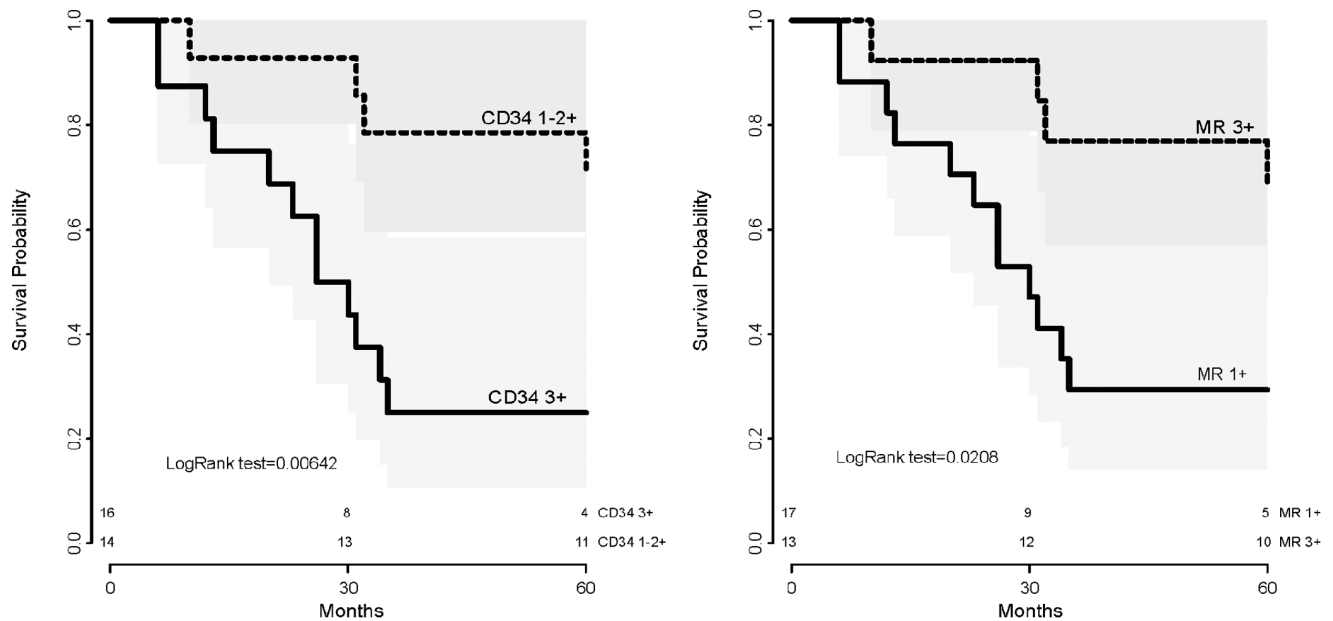 1.0
0.8
0.6
0.4
0.2
0.0
Survival Probability
CD34 1-2+
CD34 3+
LogRank test=0.00642
16 8 4 CD34 3+
14 13 11 CD34 1-2+
0 30 60
Months
1.0
0.8
0.6
0.4
0.2
0.0
Survival Probability
MR 3+
MR 1+
LogRank test=0.0208
17 9 5 MR 1+
13 12 10 MR 3+
0 30 60
Months